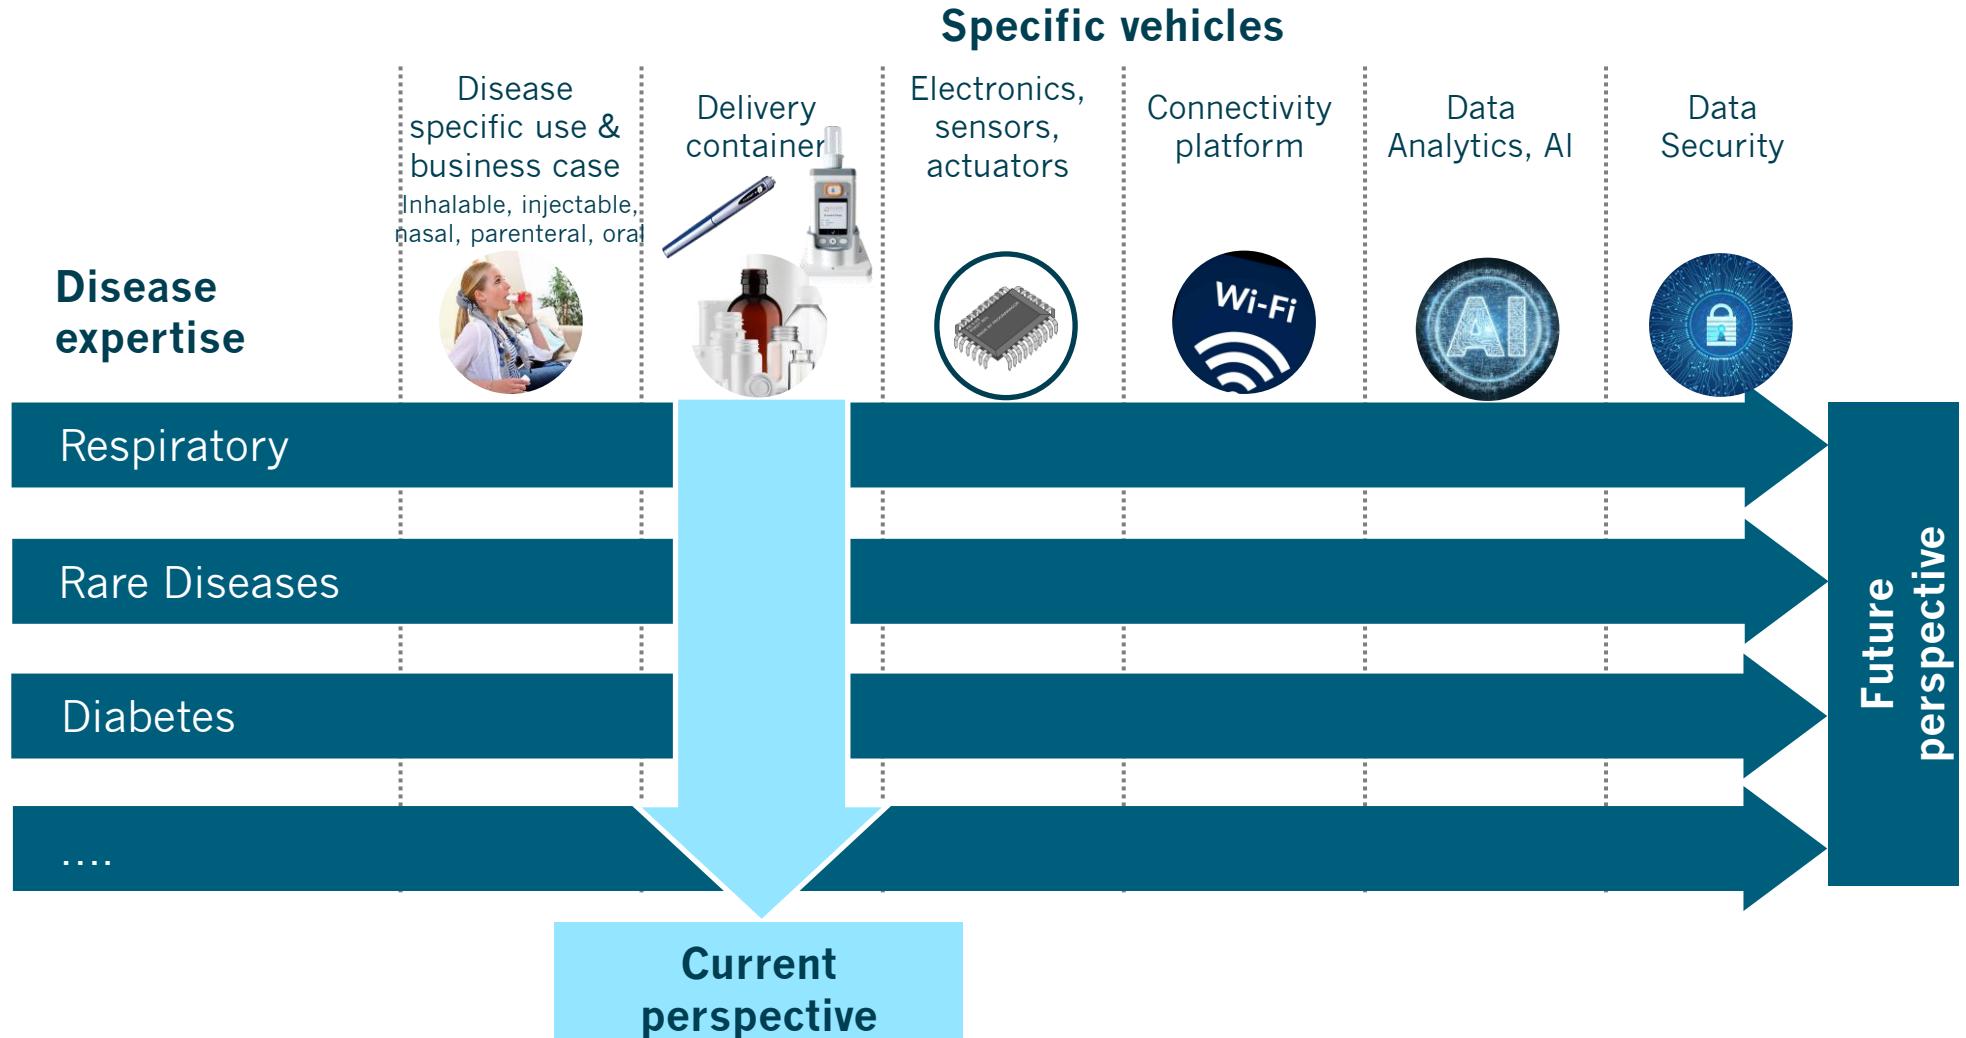 Specific vehicles
Disease
specific use &
business case
Inhalable, injectable,
nasal, parenteral, oral
Delivery
container
Electronics,
sensors,
actuators
Connectivity
platform
Data
Analytics, AI
Data
Security
Disease
expertise
Wi-Fi
AI
Respiratory
Rare Diseases
Diabetes
....
Future
perspective
Current
perspective